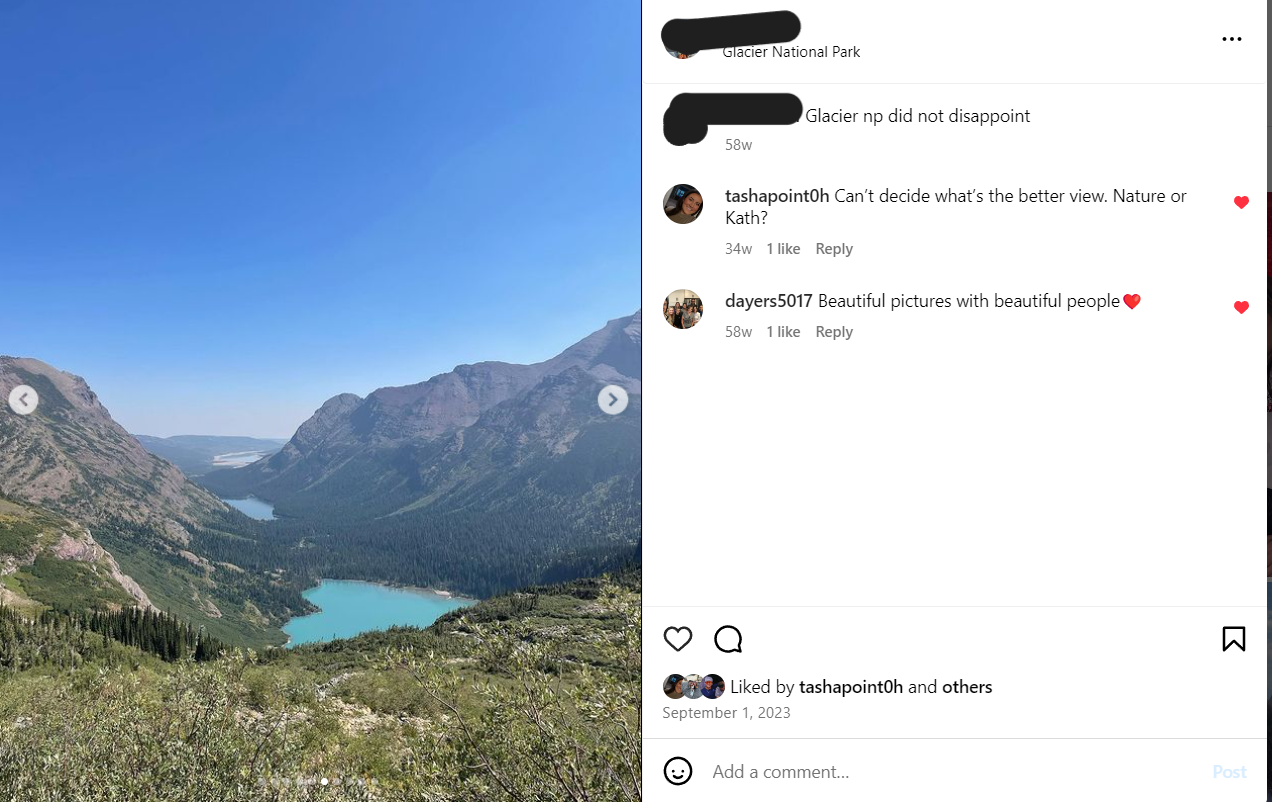 Glacier National Park
Glacier np did not disappoint
58w
tashapoint0h Can't decide what's the better view. Nature or
Kath?
34w 1 like Reply
dayers5017 Beautiful pictures with beautiful people❤️
58w 1 like Reply
Liked by tashapoint0h and others
September 1, 2023
Add a comment...
Post